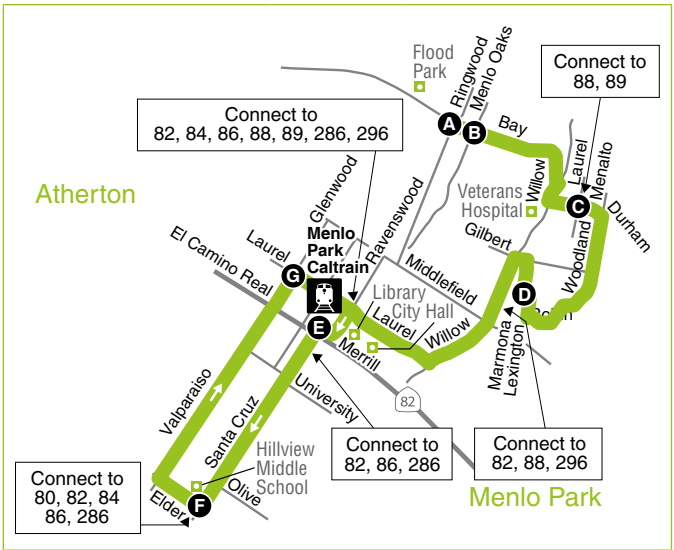 Flood
Park
Ringwood
Menlo Oaks
Connect to
88, 89
Connect to
82, 84, 86, 88, 89, 286, 296
A
B
Bay
Atherton
Glenwood
Ravenswood
Willow
Laurel
Menalto
Veterans
Hospital
C
Durham
Woodland
Gilbert
Laurel
El Camino Real
Menlo
Park
Caltrain
Middlefield
G
D
Library
City Hall
E
Laurel
Willow
Merrill
Marmona
Lexington
82
University
Valparaiso
Santa Cruz
Connect to
82, 86, 286
Connect to
82, 88, 296
Hillview
Middle
School
Connect to
80, 82, 84
86, 286
Elder
F
Olive
Menlo Park